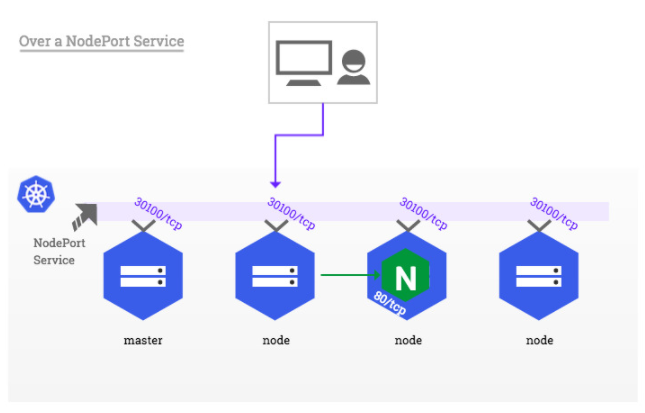 Over a NodePort Service
30100/tcp
30100/tcp
30100/tcp
30100/tcp
NodePort
Service
N
80/tcp
master
node
node
node